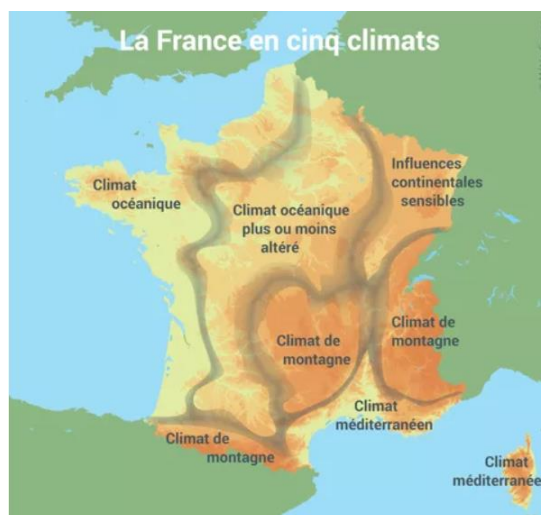 La France en cinq climats
Climat
océanique
Influences
continentales
sensibles
Climat océanique
plus ou moins
altéré
Climat de
montagne
Climat de
montagne
Climat
méditerranéen
Climat de
montagne
Climat
méditerranée